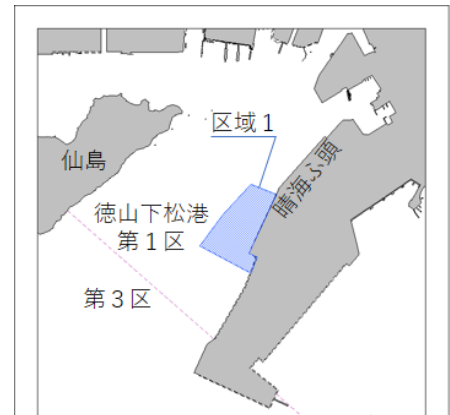 区域１
仙島
晴海ふ頭
徳山下松港
第１区
第３区